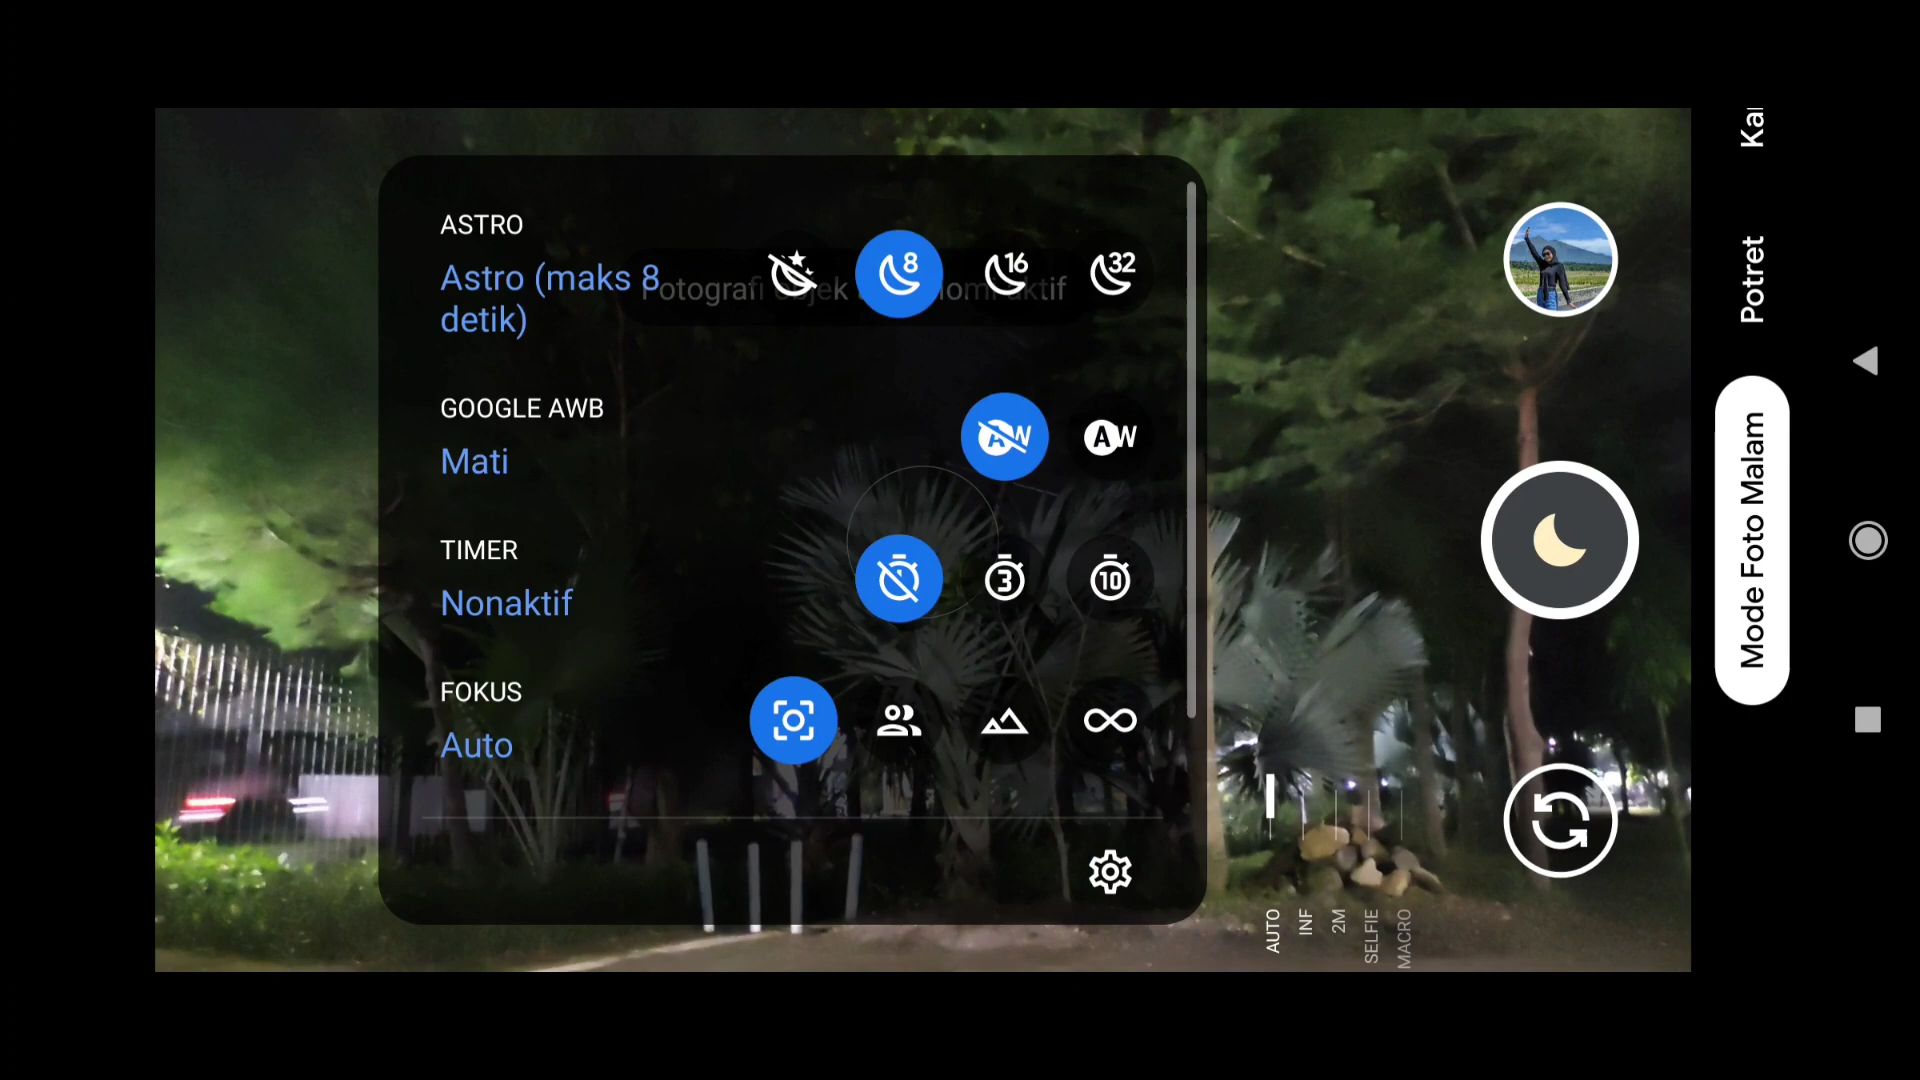 ASTRO
Astro (maks 8
detik)
8
16
32
GOOGLE AWB
Mati
AW
AW
TIMER
Nonaktif
3
10
FOKUS
Auto
AUTO
INF
2M
SELFIE
MACRO
Potret
Mode Foto Malam